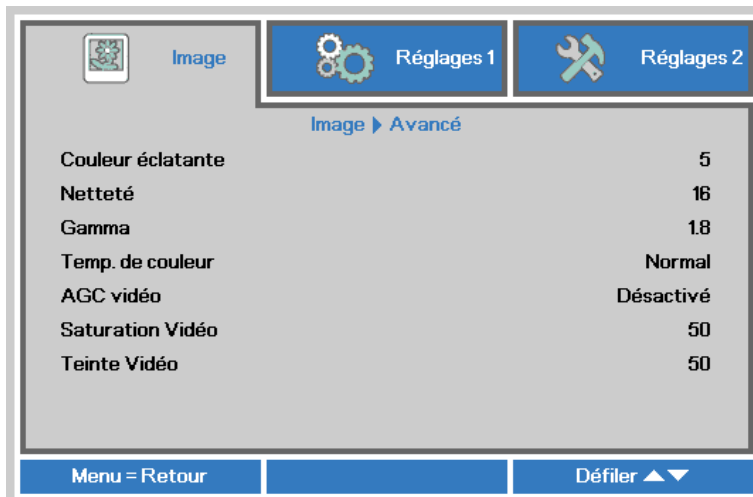 Image
Réglages 1
Réglages 2
Image ▶ Avancé
Couleur éclatante 5
Netteté 16
Gamma 1.8
Temp. de couleur Normal
AGC vidéo Désactivé
Saturation Vidéo 50
Teinte Vidéo 50
Menu = Retour
Défiler ▲▼